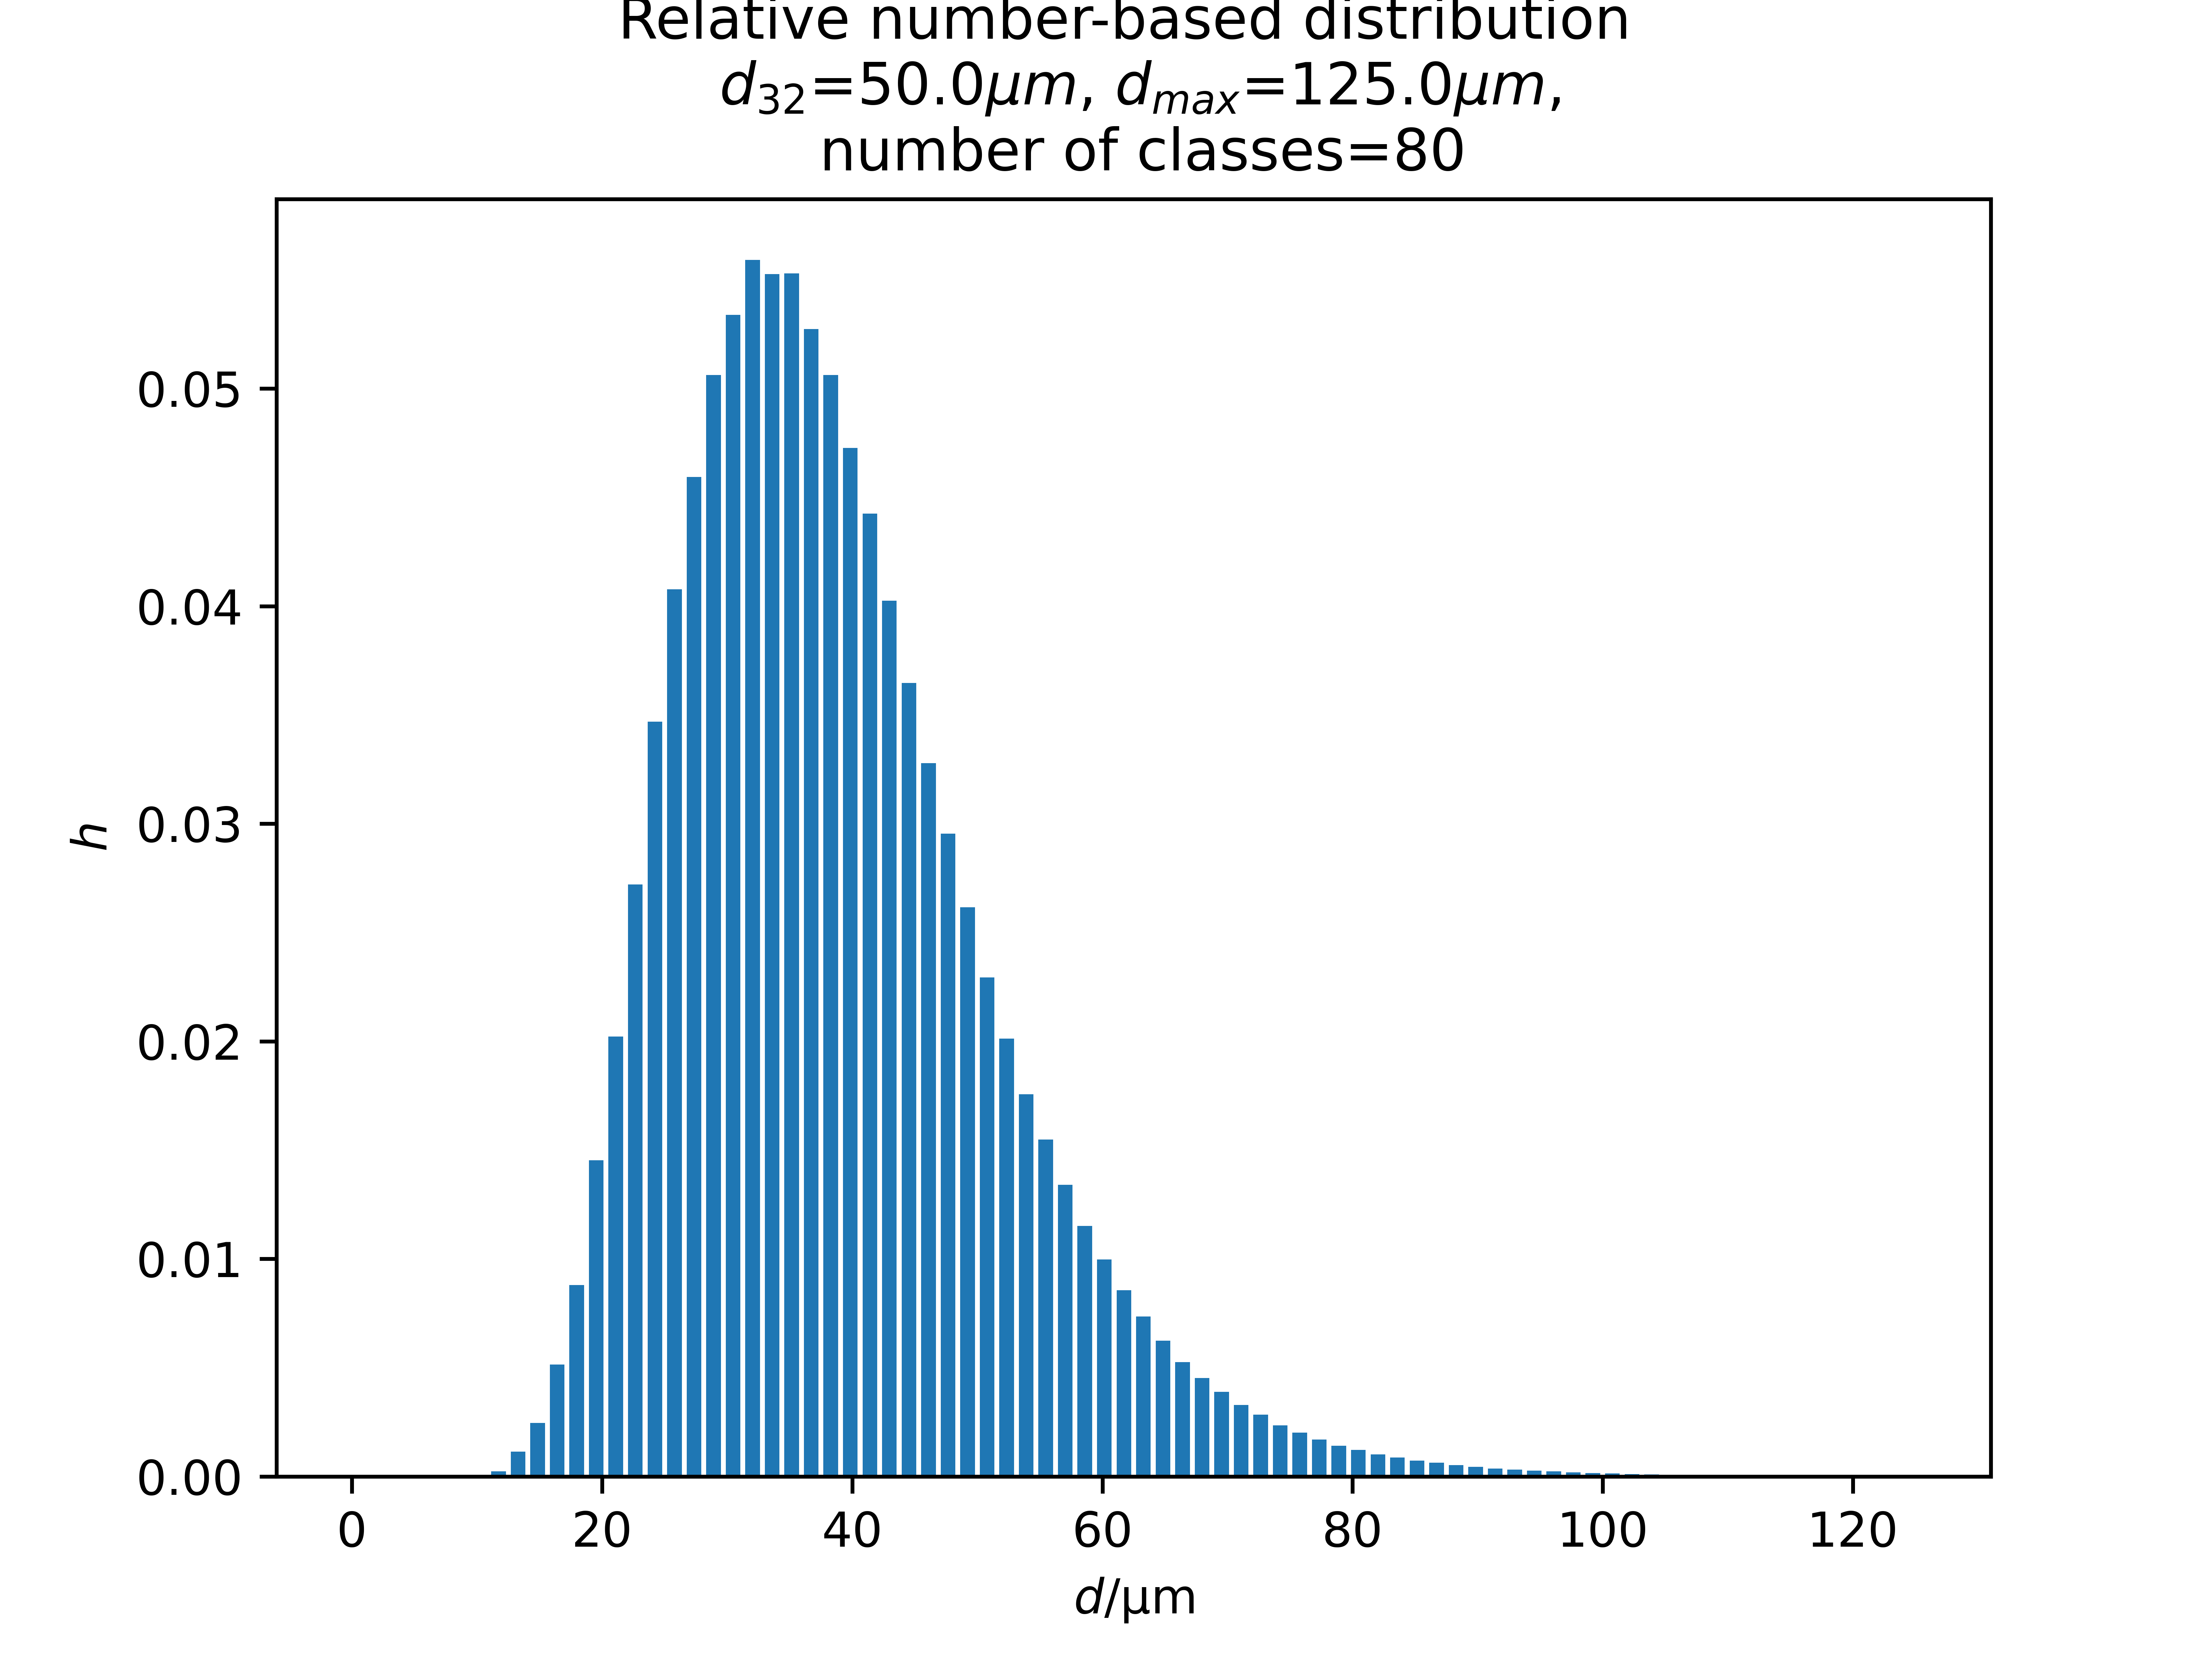 Relative number-based distribution
d32=50.0μm, dmax=125.0μm,
number of classes=80
0.05
0.04
0.03
0.02
0.01
0.00
h
0 20 40 60 80 100 120
d/μm